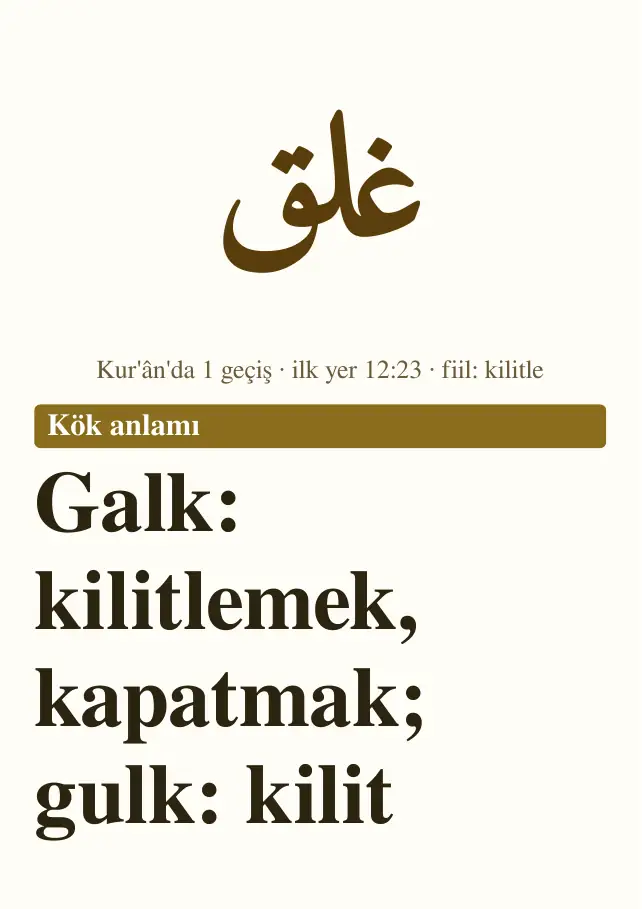 غلق
Kur'ân'da 1 geçiş · ilk yer 12:23 · fiil: kilitle
Kök anlamı
Galk:
kilitlemek,
kapatmak;
gulk: kilit